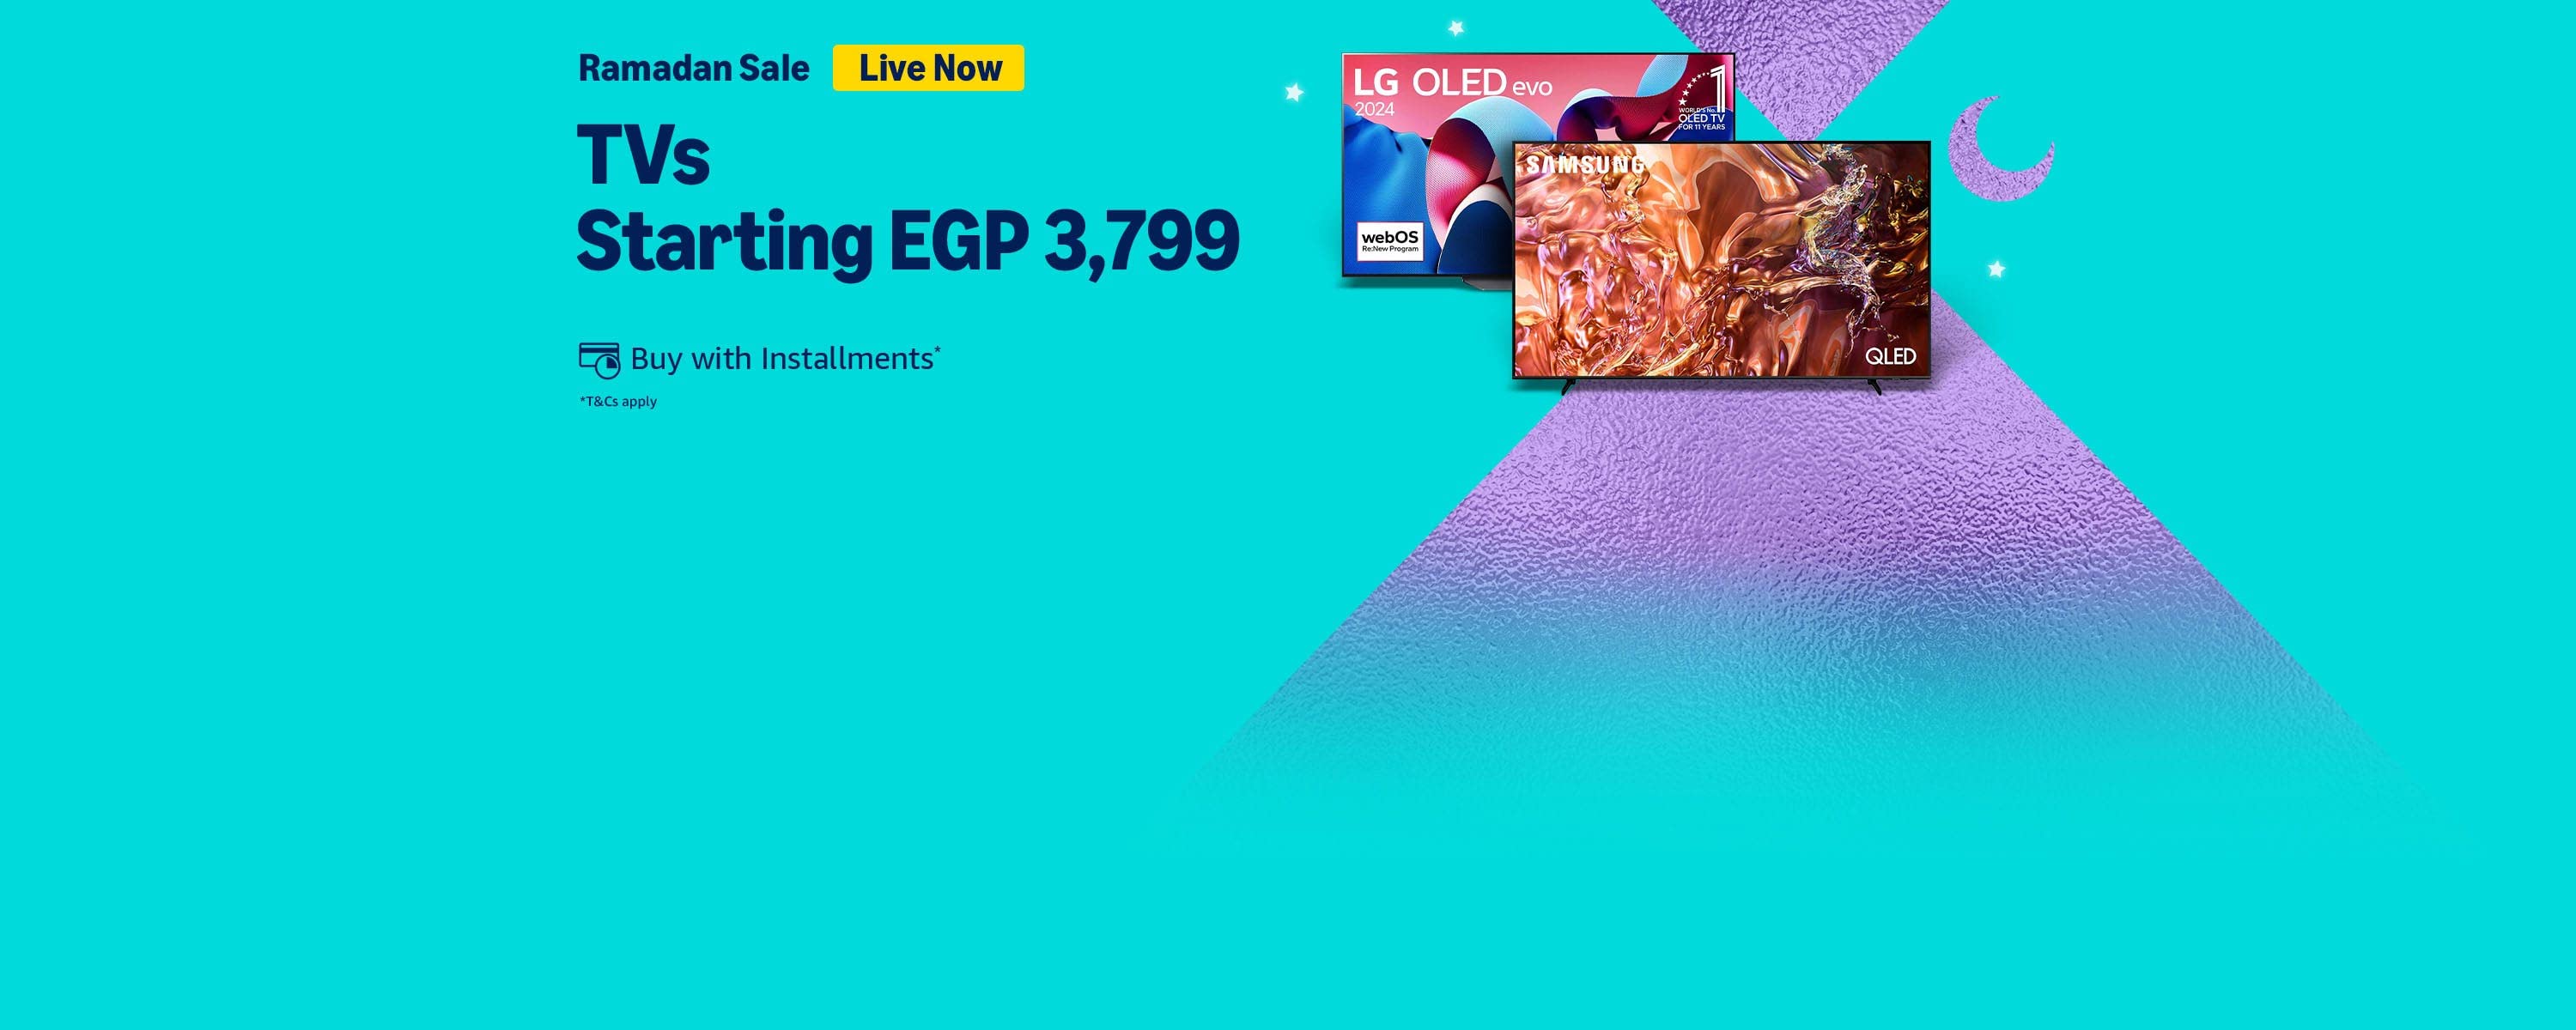 Ramadan Sale Live Now
TVs
Starting EGP 3,799
Buy with Installments*
*T&Cs apply
LG OLED evo
2024
1
WORLD'S No.1
OLED TV
FOR 11 YEARS
webOS
Re:New Program
SAMSUNG
QLED